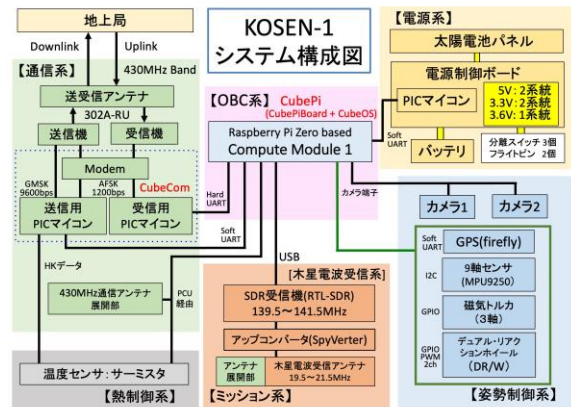 KOSEN-1
システム構成図
地上局
Downlink
Uplink
【通信系】
430MHz Band
送受信アンテナ
302A-RU
送信機
受信機
Modem
GMSK
9600bps
AFSK
1200bps
CubeCom
送信用
PICマイコン
受信用
PICマイコン
HKデータ
430MHz通信アンテナ
展開部
PCU
経由
温度センサ:サーミスタ
【熱制御系】
【OBC系】
CubePi
(CubePiBoard + CubeOS)
Raspberry Pi Zero based
Compute Module 1
Hard
UART
Soft
UART
USB
カメラ端子
Soft
UART
【電源系】
太陽電池パネル
電源制御ボード
PICマイコン
5V: 2系統
3.3V: 2系統
3.6V: 1系統
バッテリ
分離スイッチ 3個
フライトピン 2個
カメラ1
カメラ2
[木星電波受信系]
SDR受信機(RTL-SDR)
139.5~141.5MHz
アップコンバータ(SpyVerter)
アンテナ
展開部
木星電波受信アンテナ
19.5~21.5MHz
【ミッション系】
Soft
UART
GPS(firefly)
I2C
9軸センサ
(MPU9250)
GPIO
磁気トルカ
(3軸)
GPIO
PWM
2ch
デュアル・リアク
ションホイール
(DR/W)
【姿勢制御系】